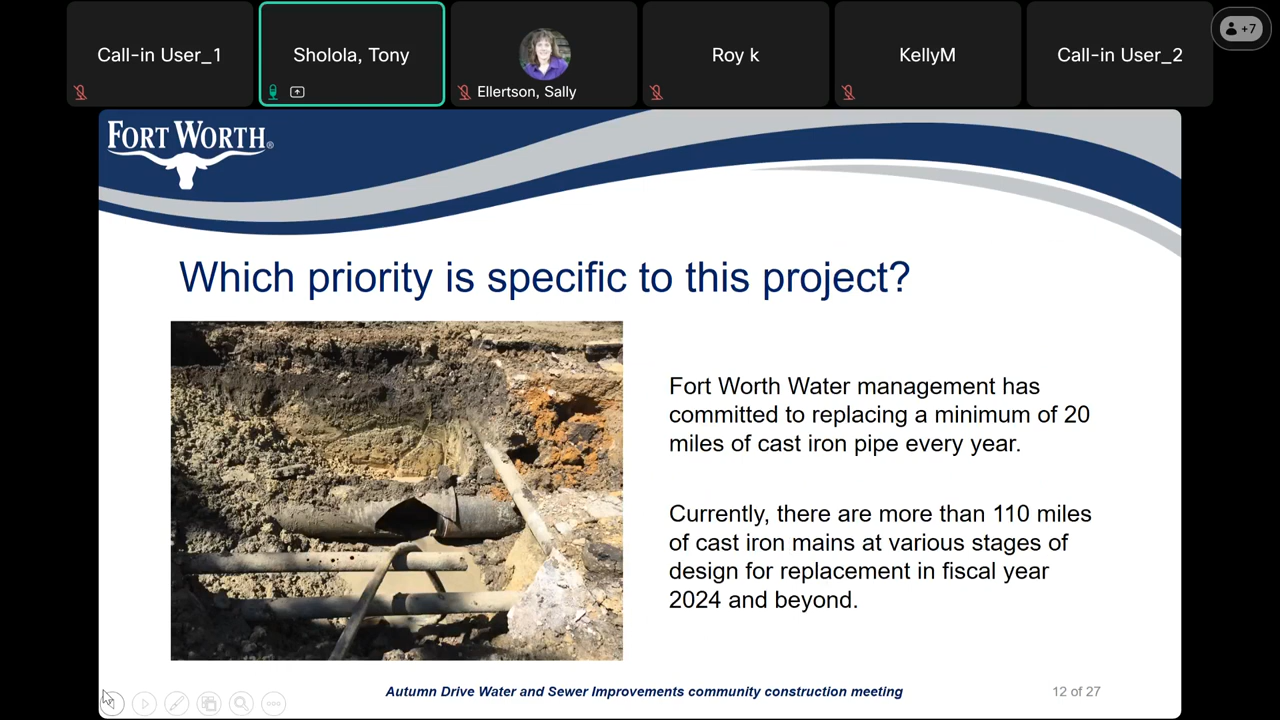 Call-in User_1
Sholola, Tony
Ellertson, Sally
Roy k
KellyM
Call-in User_2
+7
FORT WORTH®
Which priority is specific to this project?
Fort Worth Water management has
committed to replacing a minimum of 20
miles of cast iron pipe every year.
Currently, there are more than 110 miles
of cast iron mains at various stages of
design for replacement in fiscal year
2024 and beyond.
Autumn Drive Water and Sewer Improvements community construction meeting
12 of 27